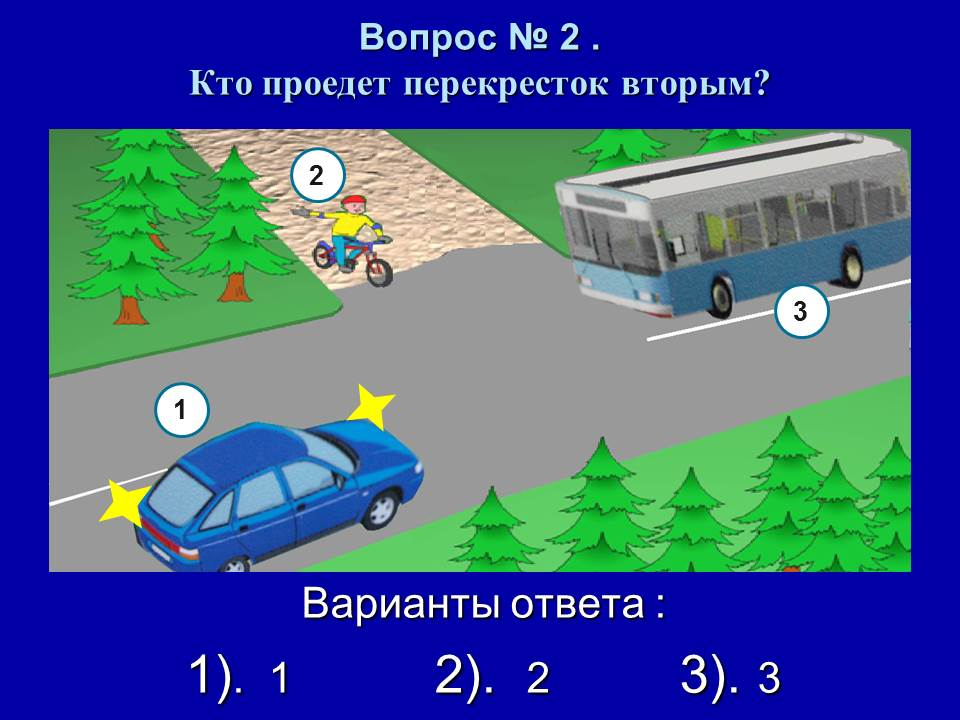 Вопрос № 2 .
Кто проедет перекресток вторым?
2
3
1
Варианты ответа :
1). 1 2). 2 3). 3